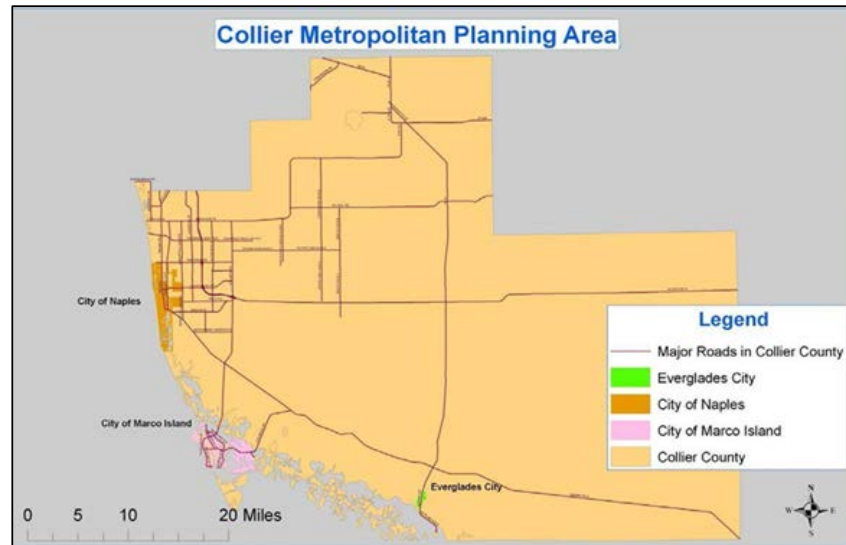 Collier Metropolitan Planning Area
City of Naples
Legend
Major Roads in Collier County
Everglades City
City of Naples
City of Marco Island
Collier County
City of Marco Island
Everglades City
0 5 10 20 Miles
N
W E
S